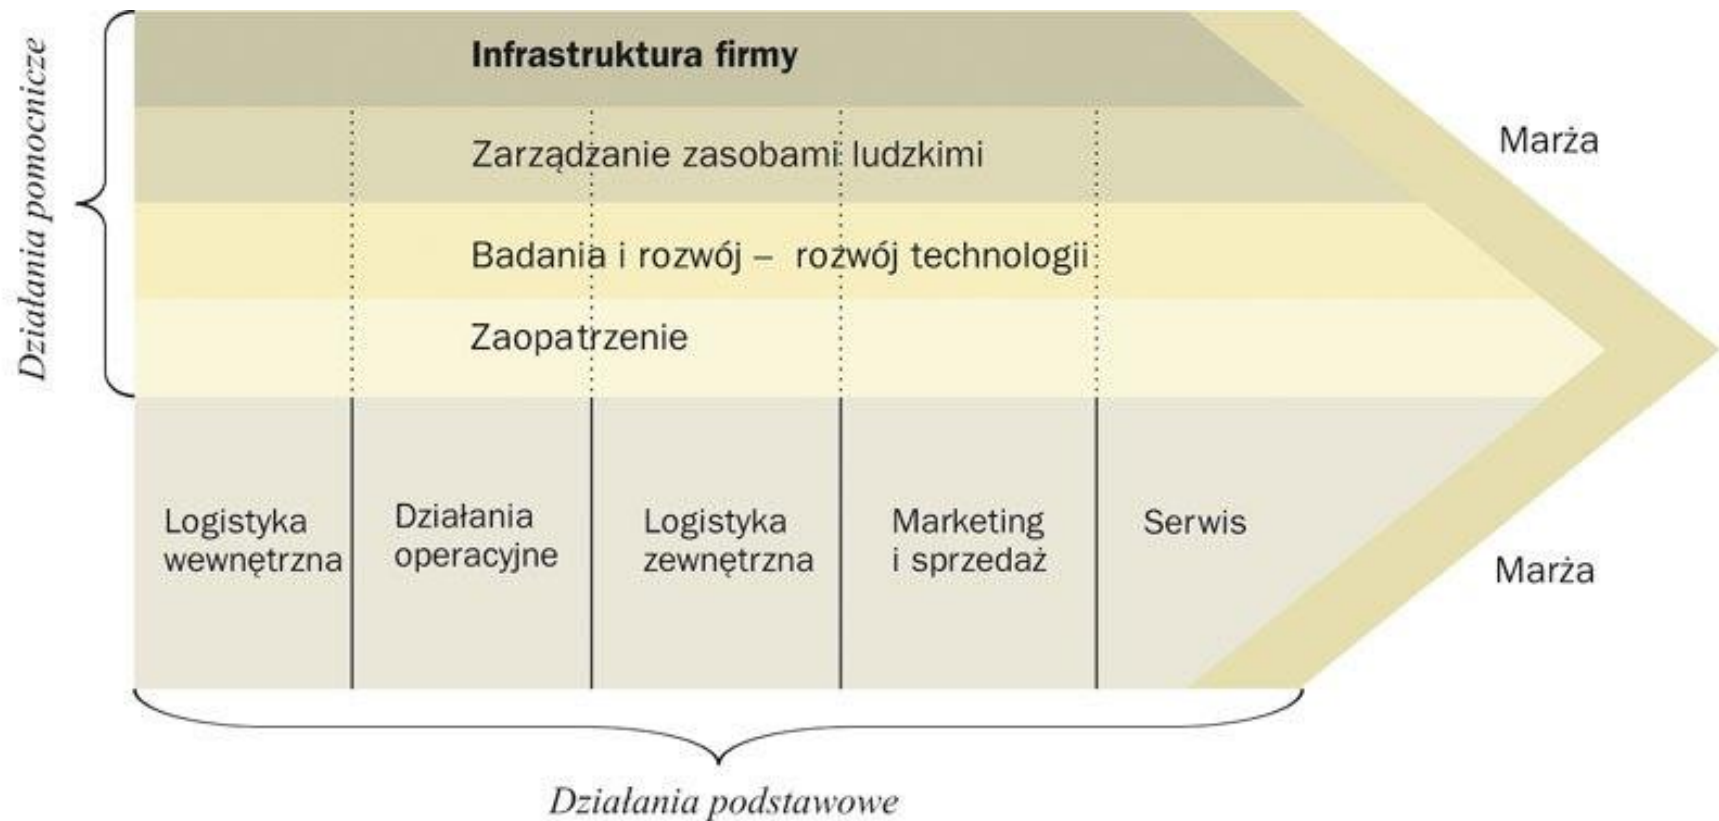 Działania pomocnicze
Infrastruktura firmy
Zarządzanie zasobami ludzkimi
Badania i rozwój – rozwój technologii
Zaopatrzenie
Marża
Logistyka
wewnętrzna
Działania
operacyjne
Logistyka
zewnętrzna
Marketing
i sprzedaż
Serwis
Marża
Działania podstawowe